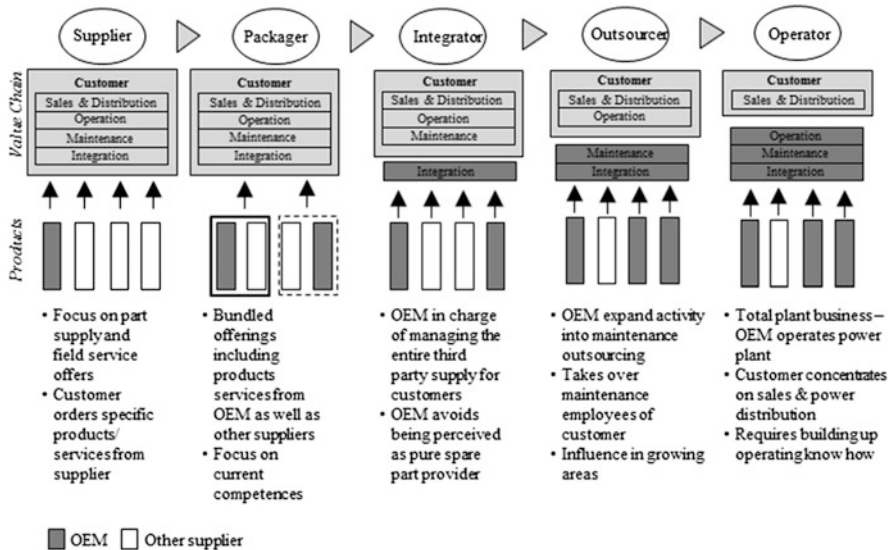 Supplier
Packager
Integrator
Outsourcer
Operator
Value Chain
Customer
Sales & Distribution
Operation
Maintenance
Integration
Customer
Sales & Distribution
Operation
Maintenance
Integration
Customer
Sales & Distribution
Operation
Maintenance
Integration
Customer
Sales & Distribution
Operation
Maintenance
Integration
Customer
Sales & Distribution
Operation
Maintenance
Integration
Products
• Focus on part
supply and
field service
offers
• Customer
orders specific
products/
services from
supplier
• Bundled
offerings
including
products
services from
OEM as well as
other suppliers
• Focus on
current
competences
• OEM in charge
of managing the
entire third
party supply for
customers
• OEM avoids
being perceived
as pure spare
part provider
• OEM expand activity
into maintenance
outsourcing
• Takes over
maintenance
employees of
customer
• Influence in growing
areas
• Total plant business–
OEM operates power
plant
• Customer concentrates
on sales & power
distribution
• Requires building up
operating know how
OEM
Other supplier